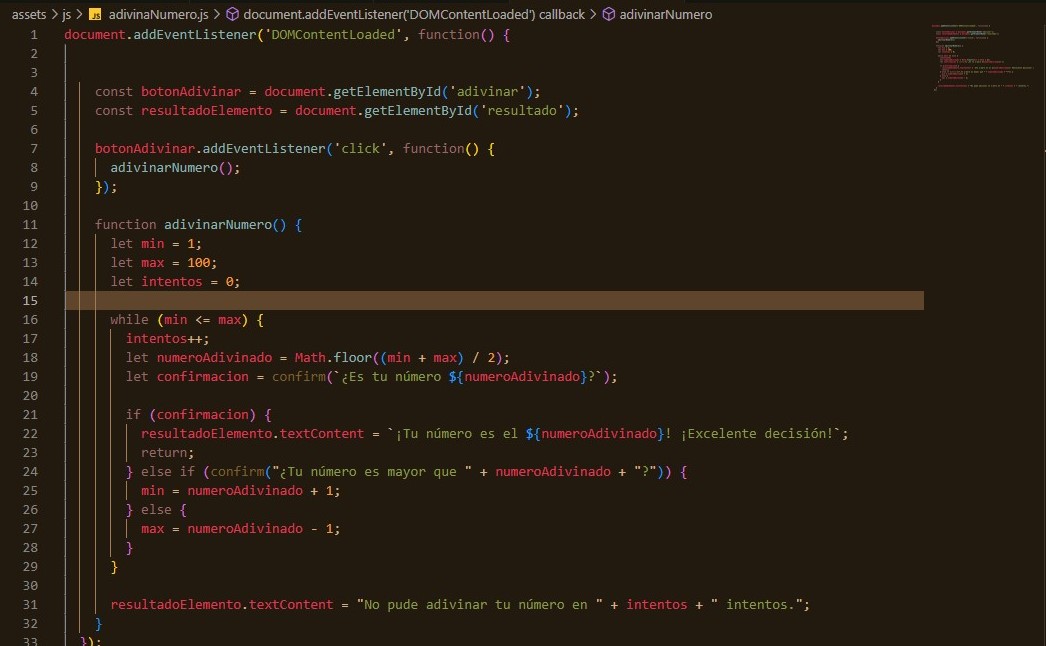 assets > js > JS adivinaNumero.js > document.addEventListener('DOMContentLoaded') callback > adivinarNumero
1 document.addEventListener('DOMContentLoaded', function() {
2
3
4 const botonAdivinar = document.getElementById('adivinar');
5 const resultadoElemento = document.getElementById('resultado');
6
7 botonAdivinar.addEventListener('click', function() {
8 adivinarNumero();
9 });
10
11 function adivinarNumero() {
12 let min = 1;
13 let max = 100;
14 let intentos = 0;
15
16 while (min <= max) {
17 intentos++;
18 let numeroAdivinado = Math.floor((min + max) / 2);
19 let confirmacion = confirm(`¿Es tu número ${numeroAdivinado}?`);
20
21 if (confirmacion) {
22 resultadoElemento.textContent = `¡Tu número es el ${numeroAdivinado}! ¡Excelente decisión!`;
23 return;
24 } else if (confirm("¿Tu número es mayor que " + numeroAdivinado + "?")) {
25 min = numeroAdivinado + 1;
26 } else {
27 max = numeroAdivinado - 1;
28 }
29 }
30
31 resultadoElemento.textContent = "No pude adivinar tu número en " + intentos + " intentos.";
32 }
33 });